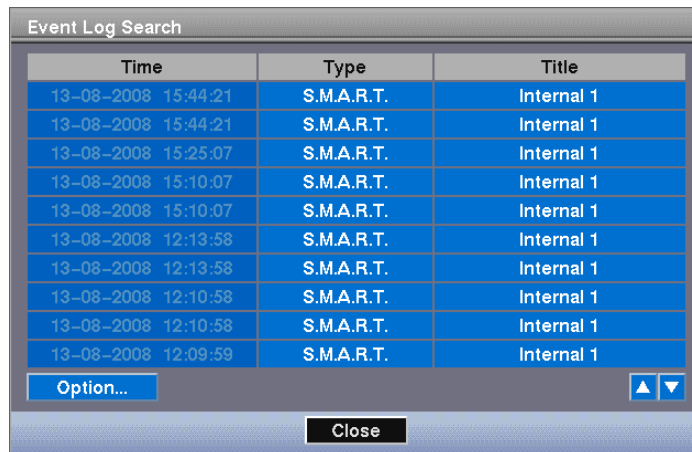 Event Log Search
Time Type Title
13-08-2008 15:44:21 S.M.A.R.T. Internal 1
13-08-2008 15:44:21 S.M.A.R.T. Internal 1
13-08-2008 15:25:07 S.M.A.R.T. Internal 1
13-08-2008 15:10:07 S.M.A.R.T. Internal 1
13-08-2008 15:10:07 S.M.A.R.T. Internal 1
13-08-2008 12:13:58 S.M.A.R.T. Internal 1
13-08-2008 12:13:58 S.M.A.R.T. Internal 1
13-08-2008 12:10:58 S.M.A.R.T. Internal 1
13-08-2008 12:10:58 S.M.A.R.T. Internal 1
13-08-2008 12:09:59 S.M.A.R.T. Internal 1
Option...
Close